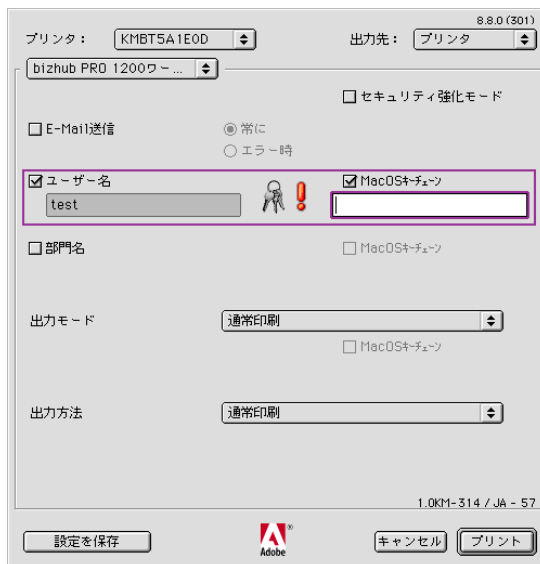 8.8.0 (301)
プリンタ： KMBT5A1E0D 出力先： プリンタ
bizhub PRO 1200ワー...
セキュリティ強化モード
E-Mail送信 常に
エラー時
ユーザー名 MacOSｷｰﾁｪｰﾝ
test
部門名 MacOSｷｰﾁｪｰﾝ
出力モード 通常印刷
MacOSｷｰﾁｪｰﾝ
出力方法 通常印刷
1.0KM-314 / JA - 57
設定を保存 Adobe キャンセル プリント